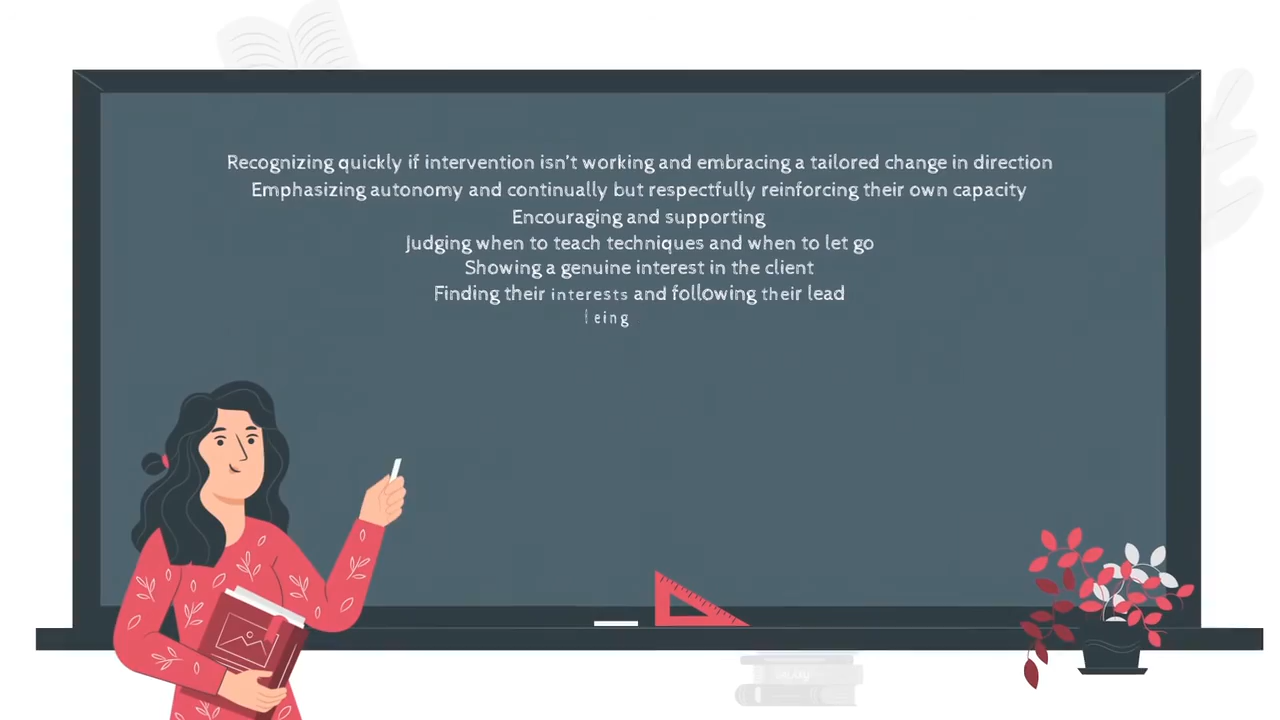 Recognizing quickly if intervention isn't working and embracing a tailored change in direction
Emphasizing autonomy and continually but respectfully reinforcing their own capacity
Encouraging and supporting
Judging when to teach techniques and when to let go
Showing a genuine interest in the client
Finding their interests and following their lead